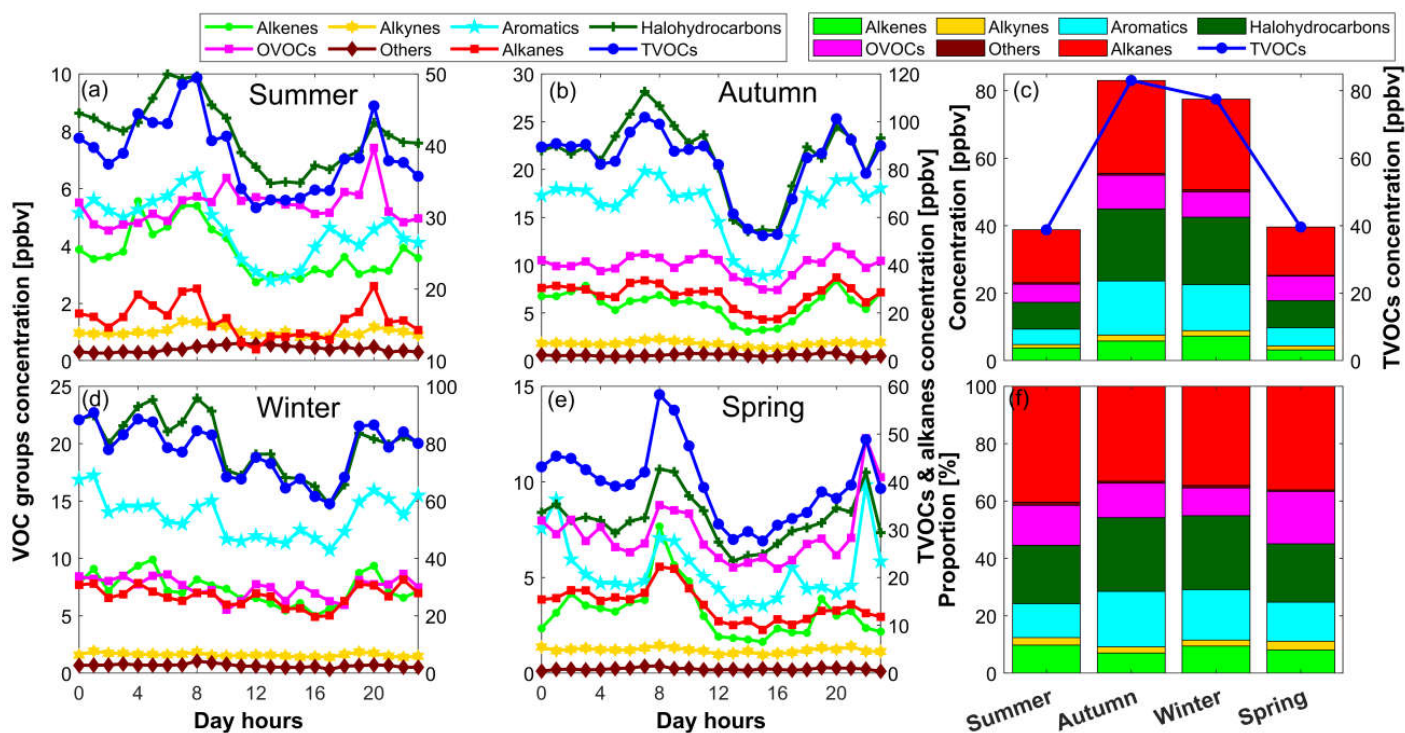 Alkenes Alkynes Aromatics Halohydrocarbons
OVOCs Others Alkanes TVOCs
Alkenes Alkynes Aromatics Halohydrocarbons
OVOCs Others Alkanes TVOCs
(a) Summer
0 2 4 6 8 10
10 20 30 40 50
(b) Autumn
0 5 10 15 20 25 30
0 20 40 60 80 100 120
(c)
0 20 40 60 80
0 20 40 60 80
Concentration [ppbv]
TVOCs concentration [ppbv]
VOC groups concentration [ppbv]
TVOCs & alkanes concentration [ppbv]
(d) Winter
0 5 10 15 20 25
0 20 40 60 80 100
0 4 8 12 16 20
Day hours
(e) Spring
0 5 10 15
0 10 20 30 40 50 60
0 4 8 12 16 20
Day hours
(f)
0 20 40 60 80 100
Proportion [%]
Summer Autumn Winter Spring